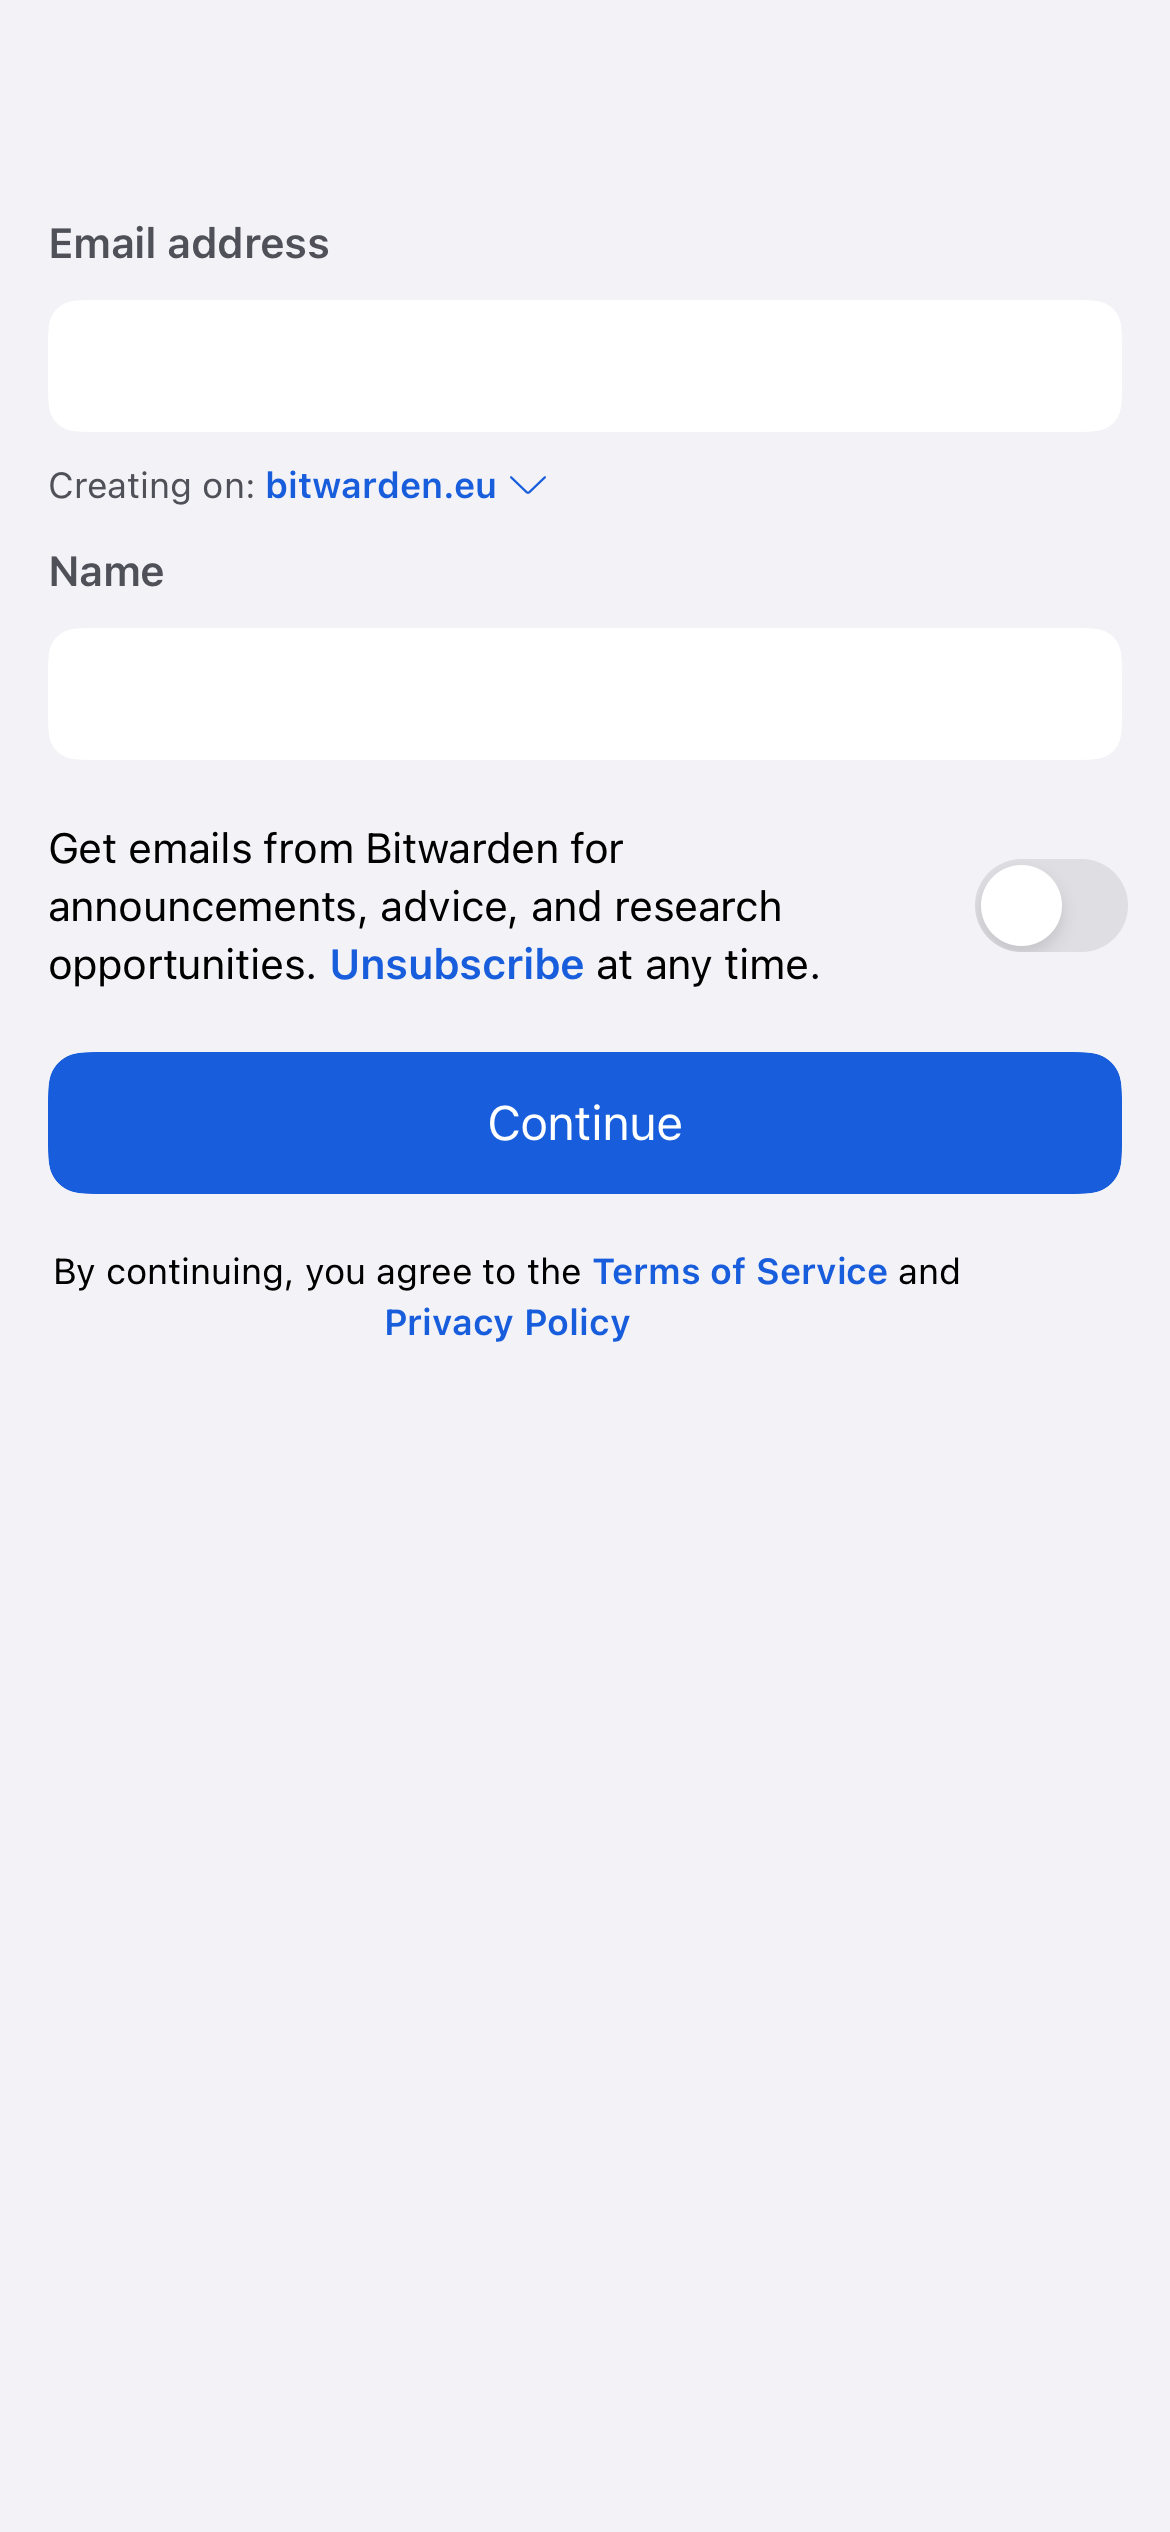 Email address
Creating on: bitwarden.eu
Name
Get emails from Bitwarden for
announcements, advice, and research
opportunities. Unsubscribe at any time.
Continue
By continuing, you agree to the Terms of Service and
Privacy Policy